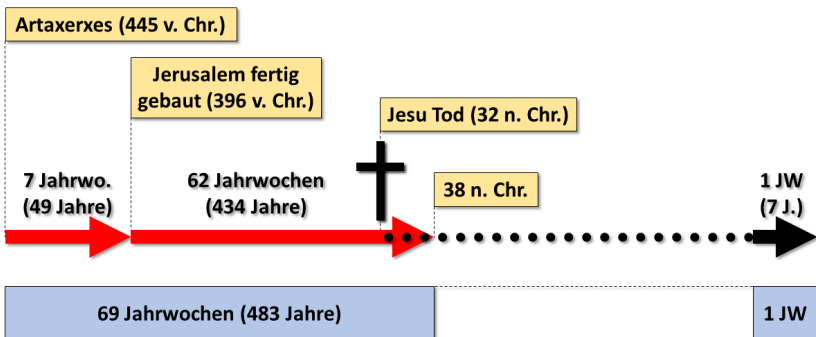 Artaxerxes (445 v. Chr.)
Jerusalem fertig
gebaut (396 v. Chr.)
Jesu Tod (32 n. Chr.)
7 Jahrwo.
(49 Jahre)
62 Jahrwochen
(434 Jahre)
38 n. Chr.
1 JW
(7 J.)
69 Jahrwochen (483 Jahre)
1 JW